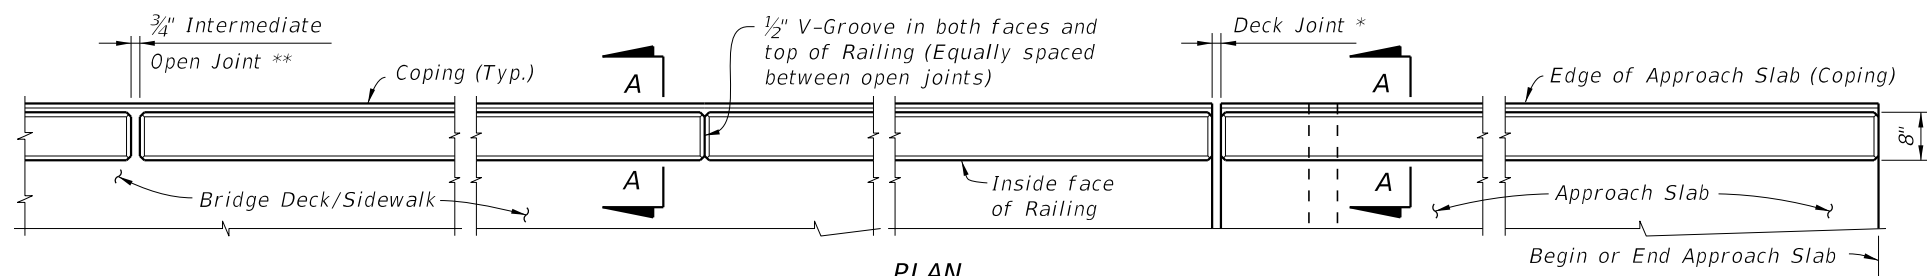 ¾" Intermediate
Open Joint **
Coping (Typ.)
A
½" V-Groove in both faces and
top of Railing (Equally spaced
between open joints)
Deck Joint *
A
Edge of Approach Slab (Coping)
8"
Bridge Deck/Sidewalk
A
Inside face
of Railing
A
Approach Slab
Begin or End Approach Slab
PLAN